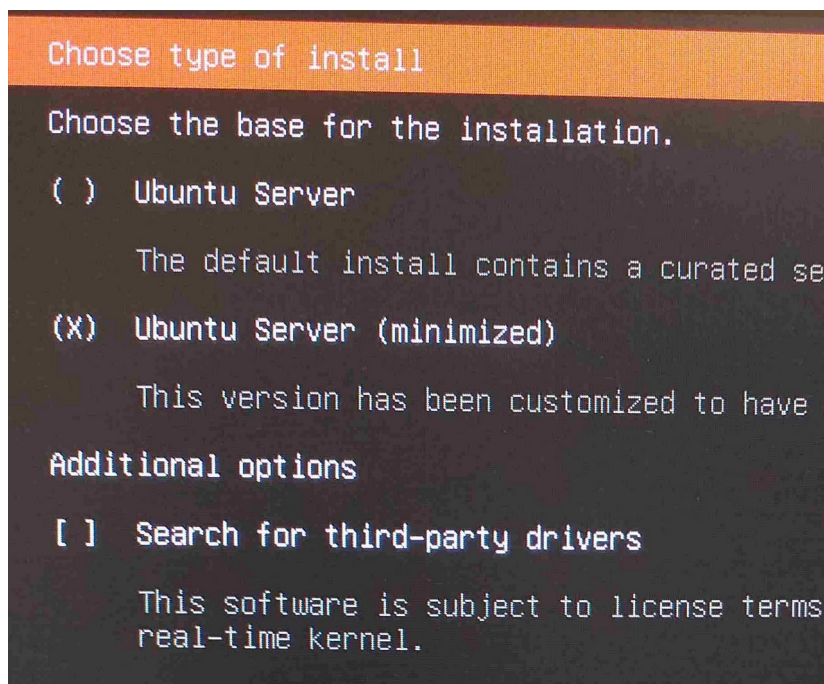 Choose type of install
Choose the base for the installation.
( ) Ubuntu Server
The default install contains a curated se
(X) Ubuntu Server (minimized)
This version has been customized to have
Additional options
[ ] Search for third-party drivers
This software is subject to license terms
real-time kernel.